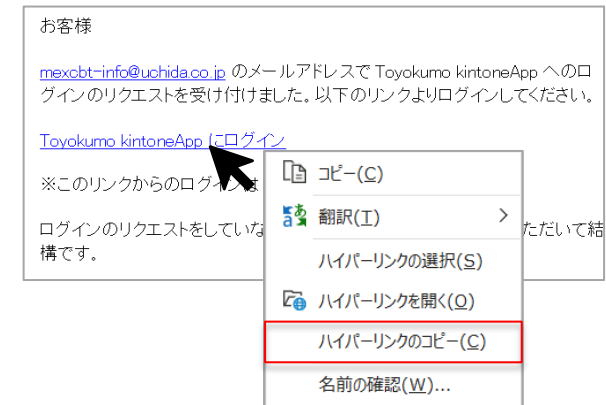 お客様
mexcbt-info@uchida.co.jp のメールアドレスで Toyokumo kintoneApp へのロ
グインのリクエストを受け付けました。以下のリンクよりログインしてください。
Toyokumo kintoneApp にログイン
※このリンクからのログインは
ログインのリクエストをしていな
ただいて結
構です。
コピー(C)
翻訳(T)
ハイパーリンクの選択(S)
ハイパーリンクを開く(O)
ハイパーリンクのコピー(C)
名前の確認(W)...